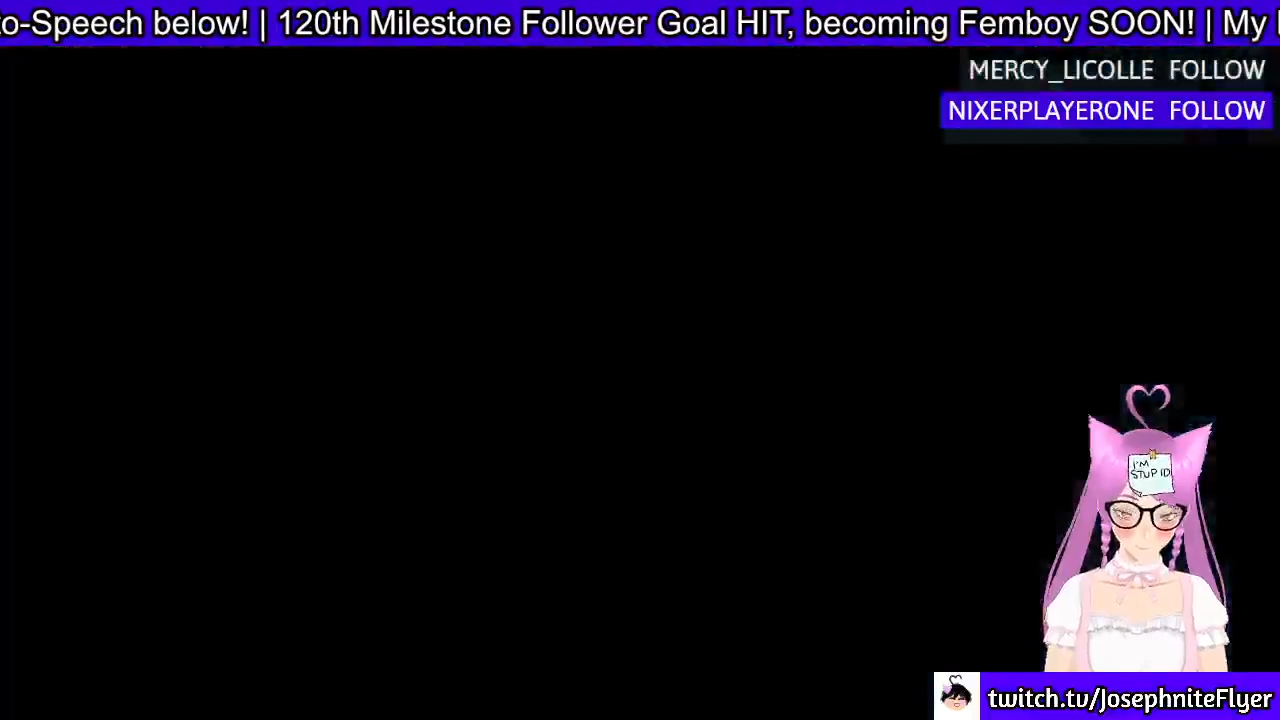 to-Speech below! | 120th Milestone Follower Goal HIT, becoming Femboy SOON! | My
MERCY_LICOLLE FOLLOW
NIXERPLAYERONE FOLLOW
I'M
STUPID
twitch.tv/JosephniteFlyer